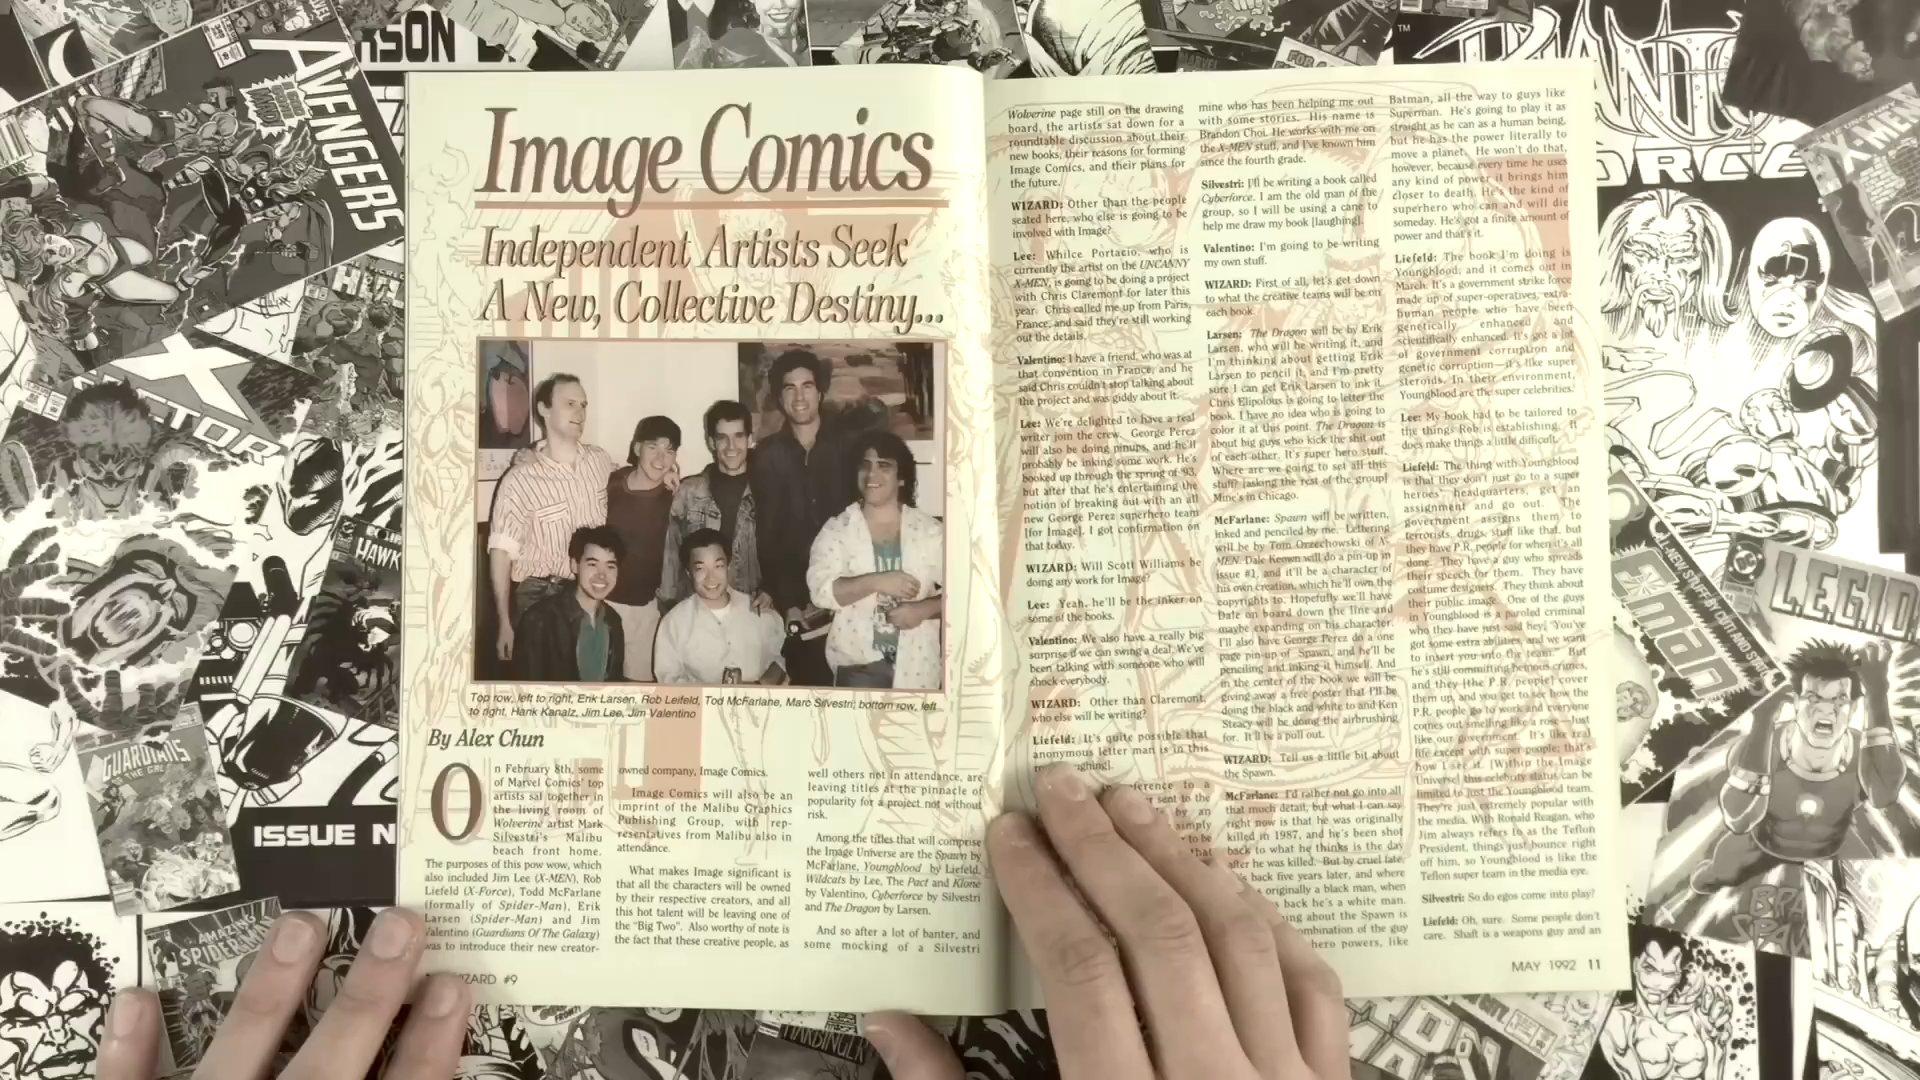 Image Comics
Independent Artists Seek
A New, Collective Destiny...
Top row, left to right, Erik Larsen, Rob Leifeld, Tod McFarlane, Marc Silvestri; bottom row, left
to right, Hank Kanalz, Jim Lee, Jim Valentino
By Alex Chun
On February 8th, some
of Marvel Comics' top
artists sat together in
the living room of
Wolverine artist Mark
Silvestri's Malibu
beach front home.
The purposes of this pow wow, which
also included Jim Lee (X-MEN), Rob
Liefeld (X-Force), Todd McFarlane
(formally of Spider-Man), Erik
Larsen (Spider-Man) and Jim
Valentino (Guardians Of The Galaxy)
was to introduce their new creator-
owned company, Image Comics.
Image Comics will also be an
imprint of the Malibu Graphics
Publishing Group, with rep-
resentatives from Malibu also in
attendance.
What makes Image significant is
that all the characters will be owned
by their respective creators, and all
this hot talent will be leaving one of
the "Big Two". Also worthy of note is
the fact that these creative people, as
well others not in attendance, are
leaving titles at the pinnacle of
popularity for a project not without
risk.
Among the titles that will comprise
the Image Universe are the Spawn by
McFarlane, Youngblood by Liefeld,
Wildcats by Lee, The Pact and Klone
by Valentino, Cyberforce by Silvestri
and The Dragon by Larsen.
And so after a lot of banter, and
some mocking of a Silvestri
ZARD #9
Wolverine page still on the drawing
board, the artists sat down for a
roundtable discussion about their
new books, their reasons for forming
Image Comics, and their plans for
the future.
WIZARD: Other than the people
seated here, who else is going to be
involved with Image?
Lee: Whilce Portacio, who is
currently the artist on the UNCANNY
X-MEN, is going to be doing a project
with Chris Claremont for later this
year. Chris called me up from Paris,
France, and said they're still working
out the details.
Valentino: I have a friend, who was at
that convention in France, and he
said Chris couldn't stop talking about
the project and was giddy about it.
Lee: We're delighted to have a real
writer join the crew. George Perez
will also be doing pinups, and he'll
probably be inking some work. He's
booked up through the spring of '93,
but after that he's entertaining the
notion of breaking out with an all
new George Perez superhero team
[for Image]. I got confirmation on
that today.
WIZARD: Will Scott Williams be
doing any work for Image?
Lee: Yeah, he'll be the inker on
some of the books.
Valentino: We also have a really big
surprise if we can swing a deal. We've
been talking with someone who will
shock everybody.
WIZARD: Other than Claremont,
who else will be writing?
Liefeld: It's quite possible that
anonymous letter man is in this
ughing].
erence to
sent to the
by an
simply
to be
that
mine who has been helping me out
with some stories. His name is
Brandon Choi. He works with me on
the X-MEN stuff, and I've known him
since the fourth grade.
Silvestri: I'll be writing a book called
Cyberforce. I am the old man of the
group, so I will be using a cane to
help me draw my book [laughing].
Valentino: I'm going to be writing
my own stuff.
WIZARD: First of all, let's get down
to what the creative teams will be on
each book.
Larsen: The Dragon will be by Erik
Larsen, who will be writing it, and
I'm thinking about getting Erik
Larsen to pencil it, and I'm pretty
sure I can get Erik Larsen to ink it.
Chris Eliopolous is going to letter the
book. I have no idea who is going to
color it at this point. The Dragon is
about big guys who kick the shit out
of each other. It's super hero stuff.
Where are we going to set all this
stuff? [asking the rest of the group]
Mine's in Chicago.
McFarlane: Spawn will be written,
inked and penciled by me. Lettering
will be by Tom Orzechowski of X-
MEN. Dale Keown will do a pin-up in
issue #1, and it'll be a character of
his own creation, which he'll own the
copyrights to. Hopefully we'll have
Dale on board down the line and
maybe expanding on his character.
I'll also have George Perez do a one
page pin-up of Spawn, and he'll be
penciling and inking it himself. And
in the center of the book we will be
giving away a free poster that I'll be
doing the black and white to and Ken
Steacy will be doing the airbrushing
for. It'll be a pull out.
WIZARD: Tell us a little bit about
the Spawn.
McFarlane: I'd rather not go into all
that much detail, but what I can say
right now is that he was originally
killed in 1987, and he's been shot
back to what he thinks is the day
after he was killed. But by cruel fate,
's back five years later, and where
originally a black man, when
back he's a white man.
ing about the Spawn is
ombination of the guy
hero powers, like
Batman, all the way to guys like
Superman. He's going to play it as
straight as he can as a human being,
but he has the power literally to
move a planet. He won't do that,
however, because every time he uses
any kind of power it brings him
closer to death. He's the kind of
superhero who can and will die
someday. He's got a finite amount of
power and that's it.
Liefeld: The book I'm doing is
Youngblood, and it comes out in
March. It's a government strike force
made up of super-operatives, extra-
human people who have been
genetically enhanced and
scientifically enhanced. It's got a lot
of government corruption and
genetic corruption—it's like super
steroids. In their environment,
Youngblood are the super celebrities.
Lee: My book had to be tailored to
the things Rob is establishing. It
does make things a little difficult.
Liefeld: The thing with Youngblood
is that they don't just go to a super
heroes' headquarters, get an
assignment and go out. The
government assigns them to
terrorists, drugs, stuff like that, but
they have P.R. people for when it's all
done. They have a guy who spreads
their speech for them. They have
costume designers. They think about
their public image. One of the guys
in Youngblood is a paroled criminal
who they have just said hey, 'You've
got some extra abilities, and we want
to insert you into the team.' But
he's still committing heinous crimes,
and they [the P.R. people] cover
them up, and you get to see how the
P.R. people go to work and everyone
comes out smelling like a rose—Just
like our government. It's like real
life except with super people; that's
how I see it. [Within the Image
Universe] this celebrity status can be
limited to just the Youngblood team.
They're just extremely popular with
the media. With Ronald Reagan, who
Jim always refers to as the Teflon
President, things just bounce right
off him, so Youngblood is like the
Teflon super team in the media eye.
Silvestri: So do egos come into play?
Liefeld: Oh, sure. Some people don't
care. Shaft is a weapons guy and an
MAY 1992 11
AVENGERS
GUARDIANS
OF THE GAL
AMAZING
ISSUE N
HAWK
HARBINGER
ORCE
X-MEN
L.E.G.I.O